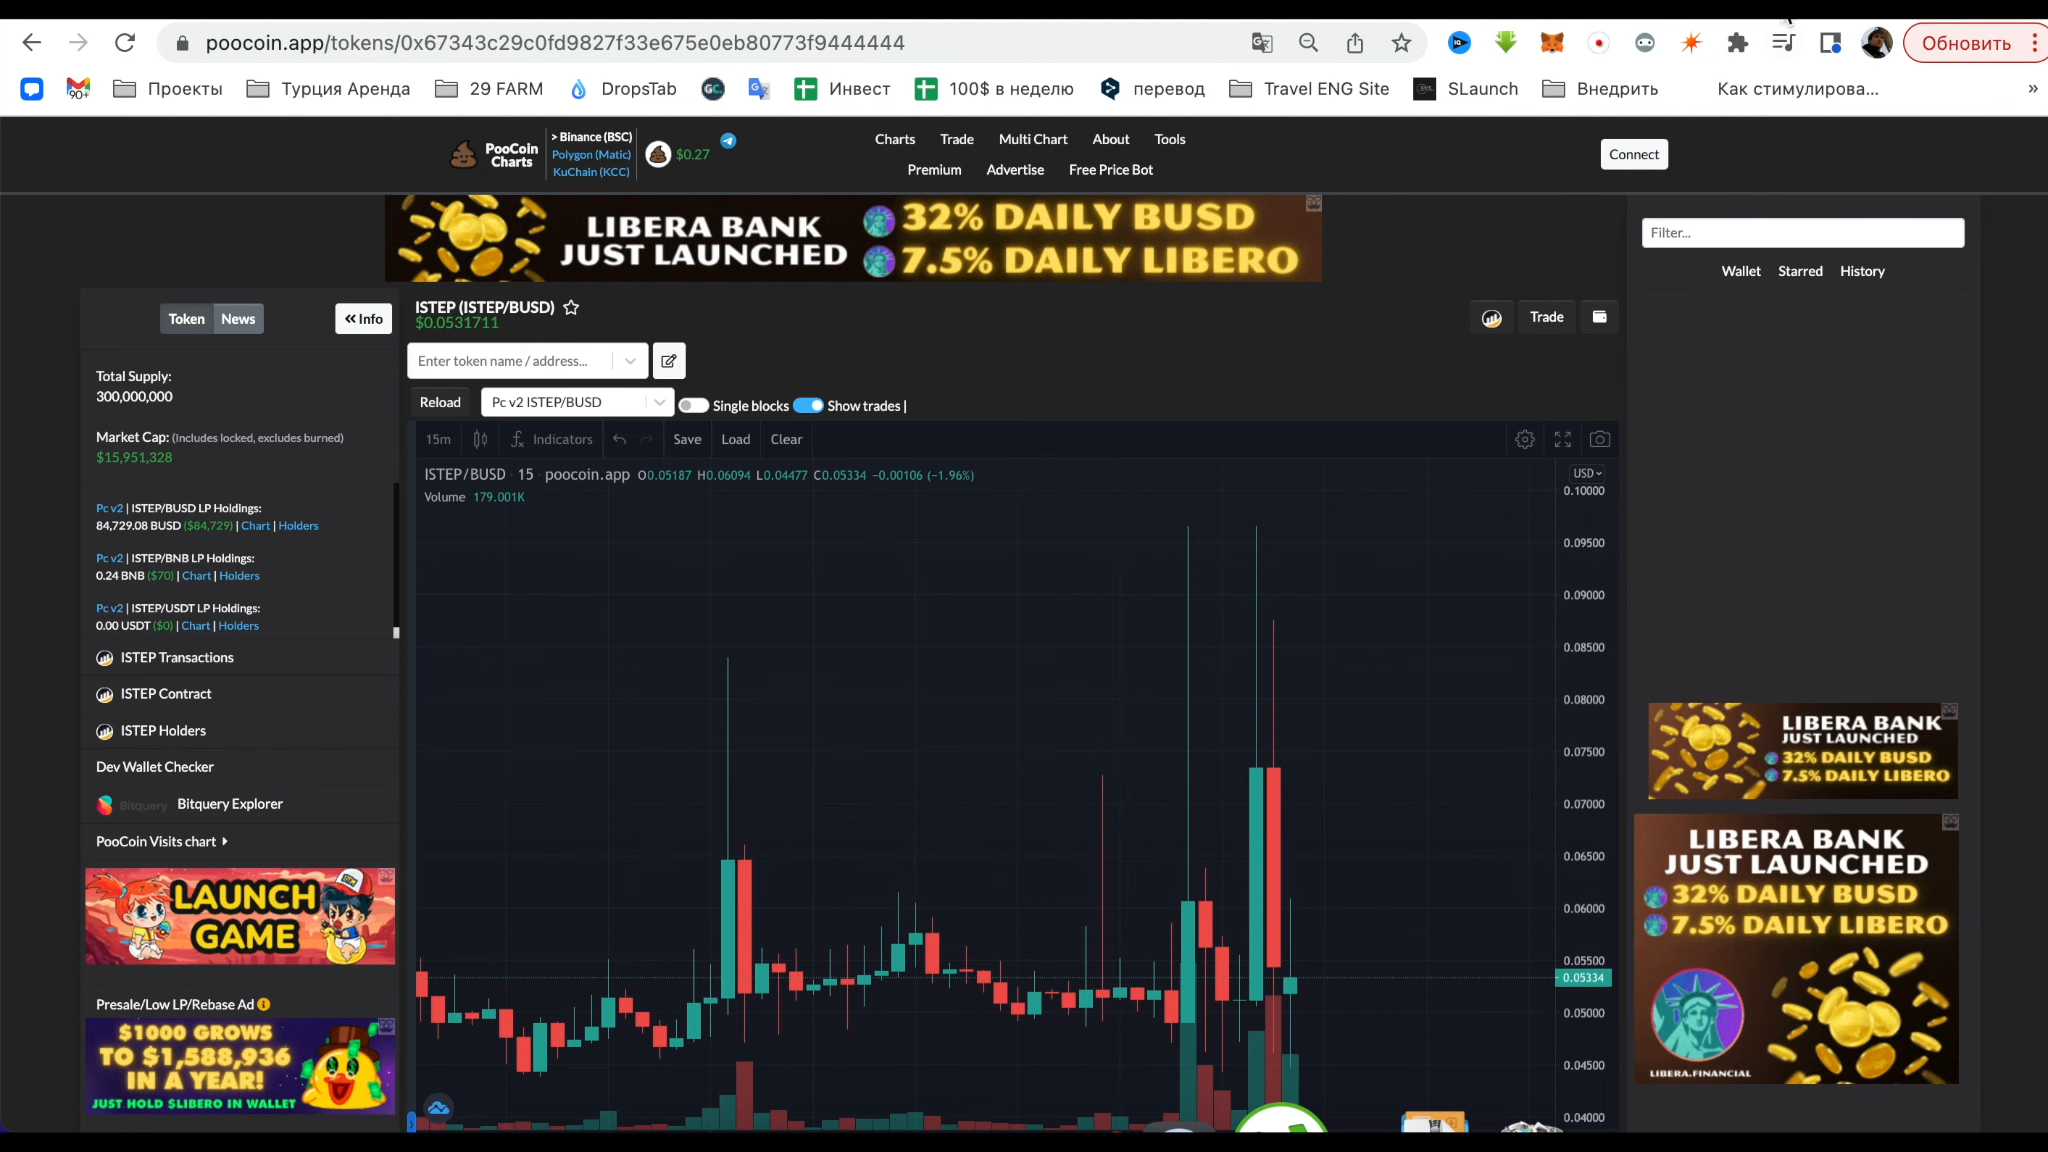 poocoin.app/tokens/0x67343c29c0fd9827f33e675e0eb80773f9444444
Обновить
90+
Проекты
Турция Аренда
29 FARM
DropsTab
GC.
Инвест
100$ в неделю
перевод
Travel ENG Site
SLaunch
Внедрить
Как стимулирова...
»
PooCoin
Charts
> Binance (BSC)
Polygon (Matic)
KuChain (KCC)
$0.27
Charts Trade Multi Chart About Tools
Premium Advertise Free Price Bot
Connect
LIBERA BANK
JUST LAUNCHED
32% DAILY BUSD
7.5% DAILY LIBERO
Filter...
Wallet Starred History
Token News
Info
ISTEP (ISTEP/BUSD)
$0.0531711
Trade
Enter token name / address...
Reload
Pc v2 ISTEP/BUSD
Single blocks
Show trades |
Total Supply:
300,000,000
Market Cap: (Includes locked, excludes burned)
$15,951,328
Pc v2 | ISTEP/BUSD LP Holdings:
84,729.08 BUSD ($84,729) | Chart | Holders
Pc v2 | ISTEP/BNB LP Holdings:
0.24 BNB ($70) | Chart | Holders
Pc v2 | ISTEP/USDT LP Holdings:
0.00 USDT ($0) | Chart | Holders
ISTEP Transactions
ISTEP Contract
ISTEP Holders
Dev Wallet Checker
Bitquery Bitquery Explorer
PooCoin Visits chart
LAUNCH
GAME
Presale/Low LP/Rebase Ad
$1000 GROWS
TO $1,588,936
IN A YEAR!
JUST HOLD $LIBERO IN WALLET
15m
Indicators
Save
Load
Clear
ISTEP/BUSD · 15 · poocoin.app O0.05187 H0.06094 L0.04477 C0.05334 −0.00106 (−1.96%)
Volume 179.001K
USD
0.10000
0.09500
0.09000
0.08500
0.08000
0.07500
0.07000
0.06500
0.06000
0.05500
0.05334
0.05000
0.04500
0.04000
LIBERA BANK
JUST LAUNCHED
32% DAILY BUSD
7.5% DAILY LIBERO
LIBERA BANK
JUST LAUNCHED
32% DAILY BUSD
7.5% DAILY LIBERO
LIBERA.FINANCIAL